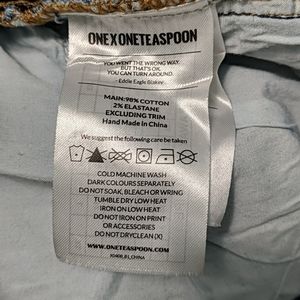 ONEXONETEASPOON
YOU WENT THE WRONG WAY.
BUT THAT'S OK.
YOU CAN TURN AROUND.
- Eddie Eagle Blakey
MAIN:98% COTTON
2% ELASTANE
EXCLUDING TRIM
Hand Made in China
We suggest the following care be taken
COLD MACHINE WASH
DARK COLOURS SEPARATELY
DO NOT SOAK, BLEACH OR WRING
TUMBLE DRY LOW HEAT
IRON ON LOW HEAT
DO NOT IRON ON PRINT
OR ACCESSORIES
DO NOT DRYCLEAN (X)
WWW.ONETEASPOON.COM